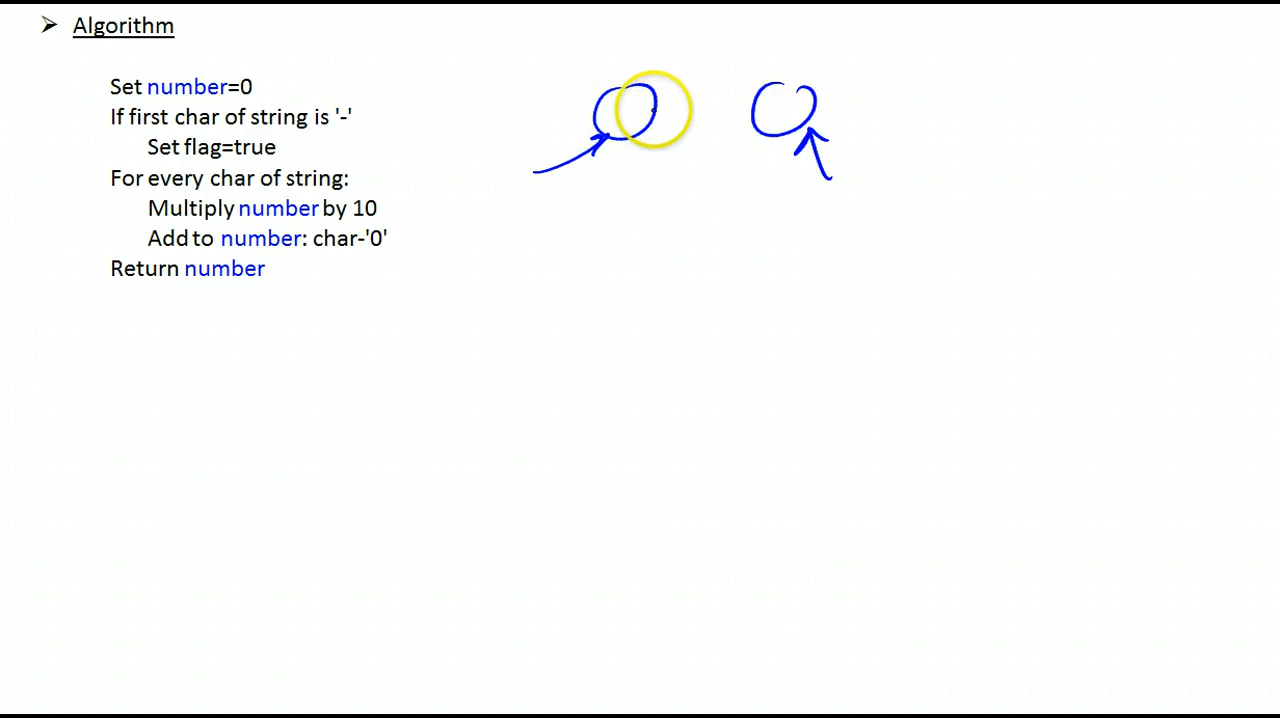 Algorithm
Set number=0
If first char of string is '-'
Set flag=true
For every char of string:
Multiply number by 10
Add to number: char-'0'
Return number